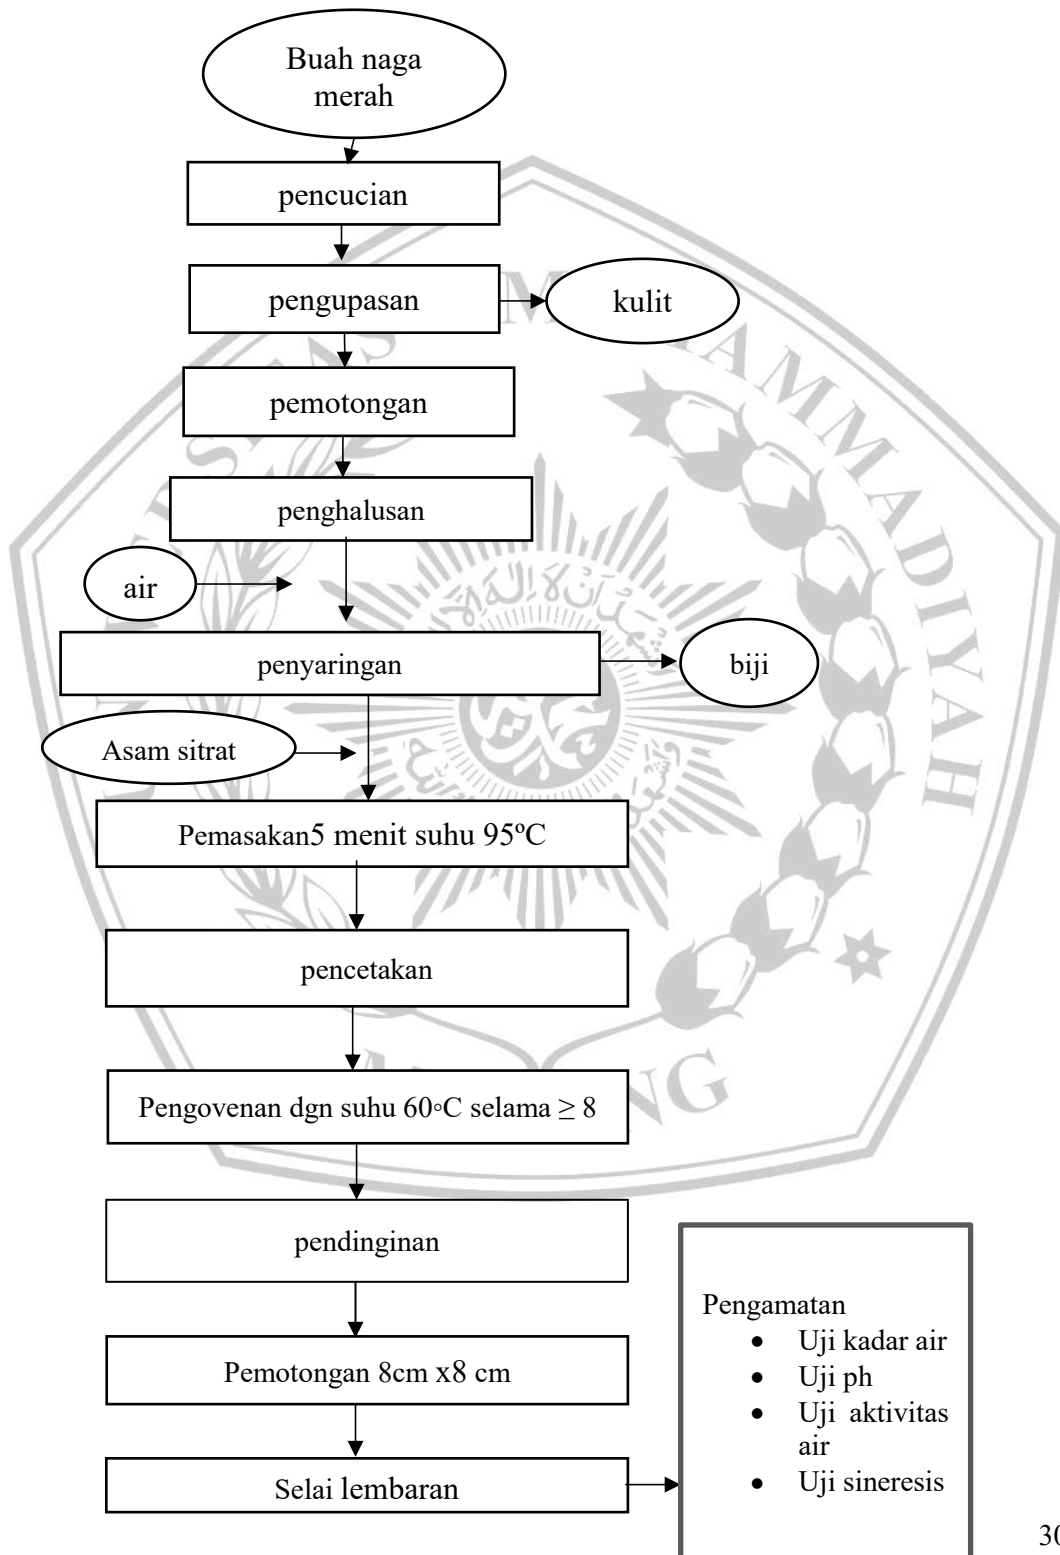 Buah naga
merah
pencucian
pengupasan
kulit
pemotongan
penghalusan
air
penyaringan
biji
Asam sitrat
Pemasakan5 menit suhu 95ºC
pencetakan
Pengovenan dgn suhu 60◦C selama ≥ 8
pendinginan
Pemotongan 8cm x8 cm
Selai lembaran
Pengamatan
• Uji kadar air
• Uji ph
• Uji aktivitas
air
• Uji sineresis
30